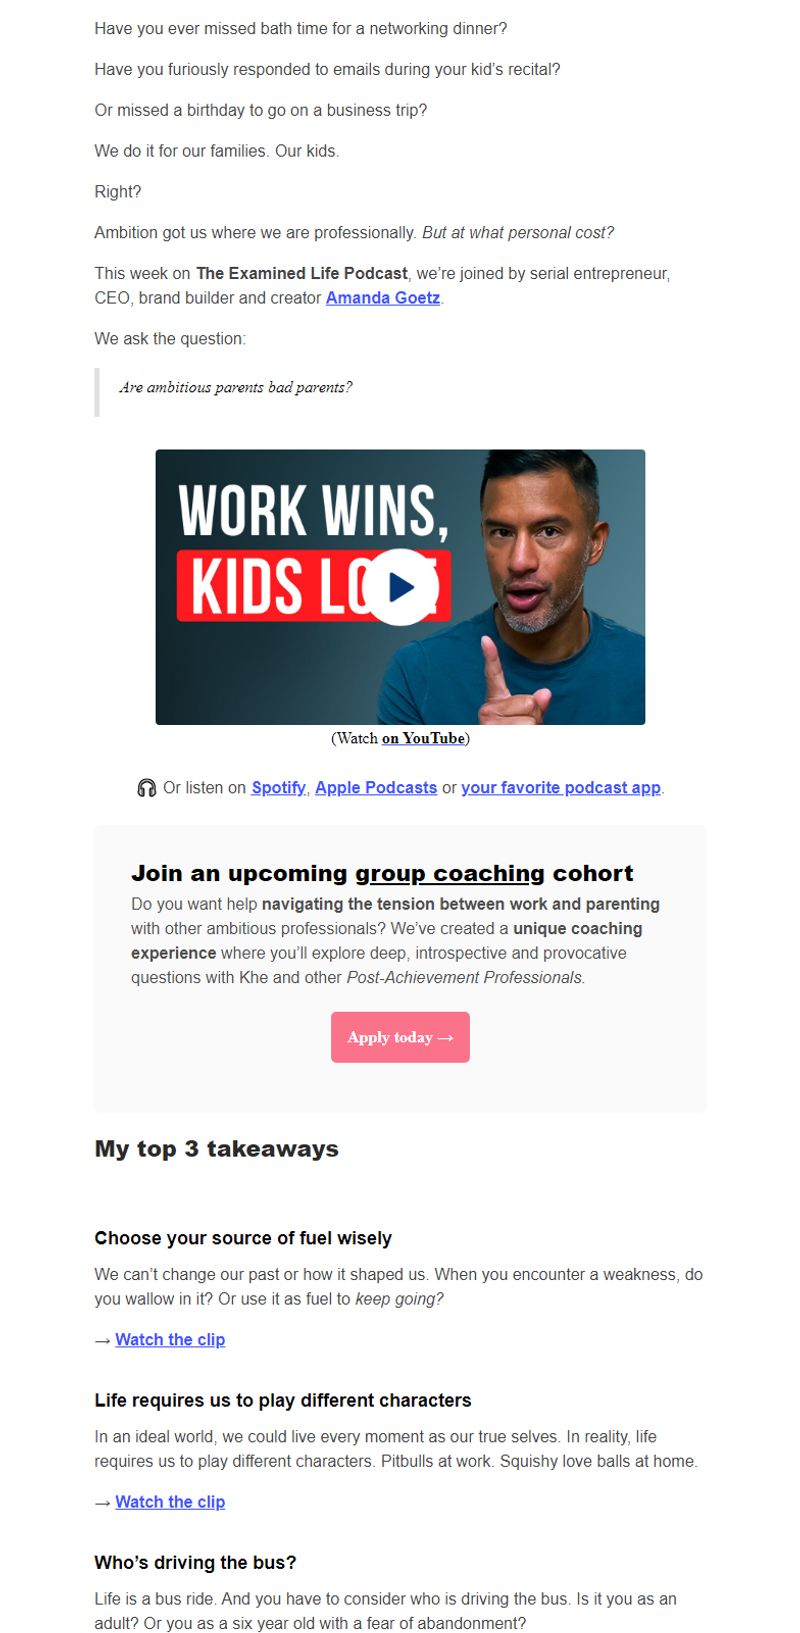 Have you ever missed bath time for a networking dinner?
Have you furiously responded to emails during your kid’s recital?
Or missed a birthday to go on a business trip?
We do it for our families. Our kids.
Right?
Ambition got us where we are professionally. But at what personal cost?
This week on The Examined Life Podcast, we’re joined by serial entrepreneur,
CEO, brand builder and creator Amanda Goetz.
We ask the question:
Are ambitious parents bad parents?
WORK WINS,
KIDS
(Watch on YouTube)
🎧 Or listen on Spotify, Apple Podcasts or your favorite podcast app.
Join an upcoming group coaching cohort
Do you want help navigating the tension between work and parenting
with other ambitious professionals? We’ve created a unique coaching
experience where you’ll explore deep, introspective and provocative
questions with Khe and other Post-Achievement Professionals.
Apply today →
My top 3 takeaways
Choose your source of fuel wisely
We can’t change our past or how it shaped us. When you encounter a weakness, do
you wallow in it? Or use it as fuel to keep going?
→ Watch the clip
Life requires us to play different characters
In an ideal world, we could live every moment as our true selves. In reality, life
requires us to play different characters. Pitbulls at work. Squishy love balls at home.
→ Watch the clip
Who’s driving the bus?
Life is a bus ride. And you have to consider who is driving the bus. Is it you as an
adult? Or you as a six year old with a fear of abandonment?